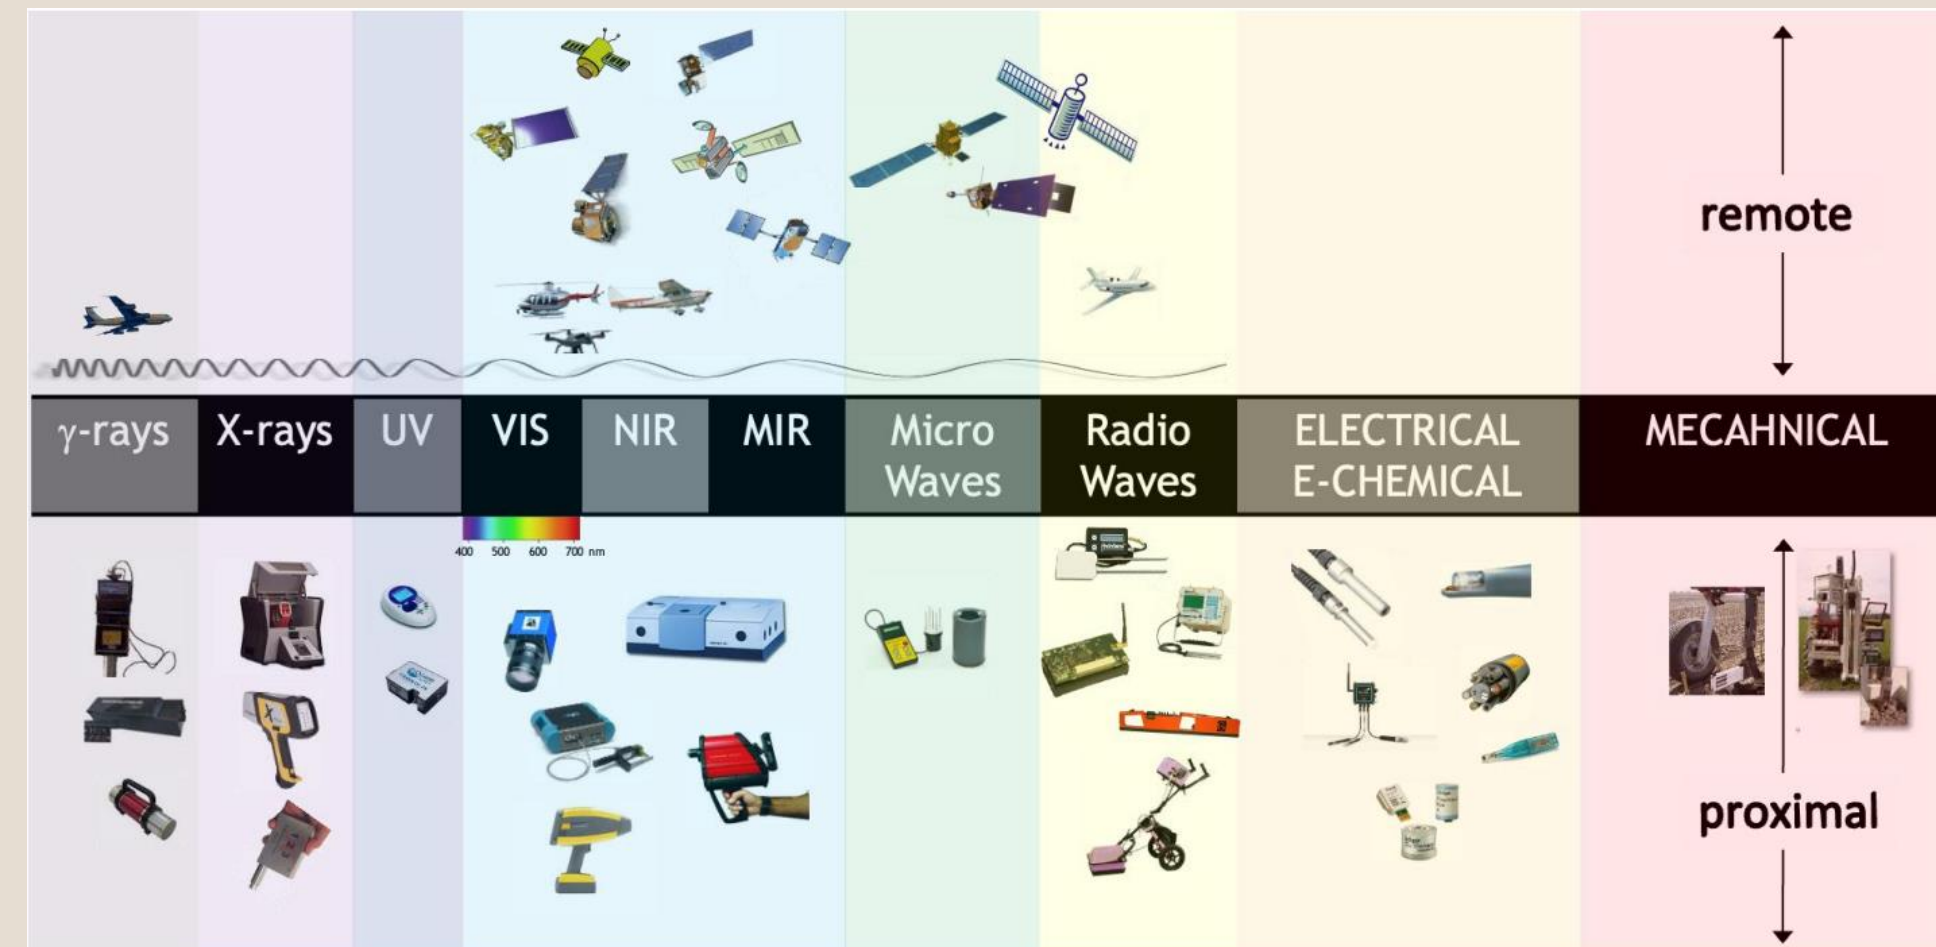 remote
γ-rays
X-rays
UV
VIS
NIR
MIR
Micro
Waves
Radio
Waves
ELECTRICAL
E-CHEMICAL
MECAHNICAL
400 500 600 700 nm
proximal